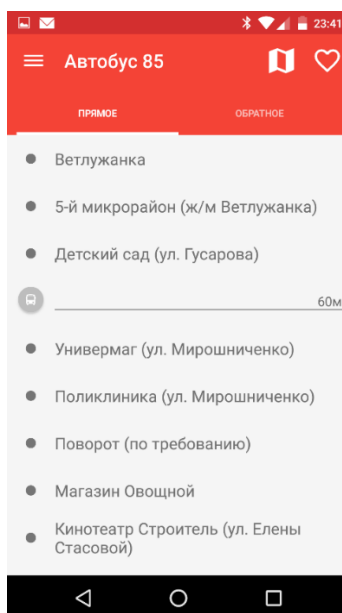 23:41
Автобус 85
ПРЯМОЕ
ОБРАТНОЕ
Ветлужанка
5-й микрорайон (ж/м Ветлужанка)
Детский сад (ул. Гусарова)
60м
Универмаг (ул. Мирошниченко)
Поликлиника (ул. Мирошниченко)
Поворот (по требованию)
Магазин Овощной
Кинотеатр Строитель (ул. Елены
Стасовой)